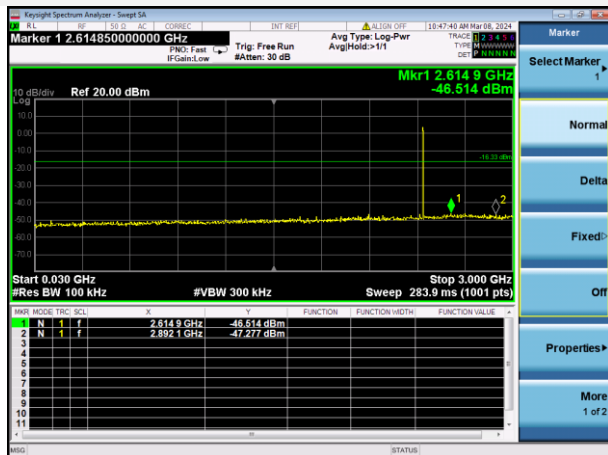 Keysight Spectrum Analyzer - Swept SA
RL RF 50 Ω AC CORREC INT REF ALIGN OFF 10:47:40 AM Mar 08, 2024
Marker 1 2.614850000000 GHz
PNO: Fast
IFGain:Low
Trig: Free Run
#Atten: 30 dB
Avg Type: Log-Pwr
Avg|Hold:>1/1
TRACE 1 2 3 4 5 6
TYPE M W W W W W
DET P N N N N N
Mkr1 2.614 9 GHz
-46.514 dBm
10 dB/div Ref 20.00 dBm
Log
10.0
0.00
-10.0
-16.33 dBm
-20.0
-30.0
-40.0
1
2
-50.0
-60.0
-70.0
Start 0.030 GHz Stop 3.000 GHz
#Res BW 100 kHz #VBW 300 kHz Sweep 283.9 ms (1001 pts)
MKR MODE TRC SCL X Y FUNCTION FUNCTION WIDTH FUNCTION VALUE
1 N 1 f 2.614 9 GHz -46.514 dBm
2 N 1 f 2.892 1 GHz -47.277 dBm
3
4
5
6
7
8
9
10
11
MSG STATUS
Marker
Select Marker
1
Normal
Delta
Fixed
Off
Properties
More
1 of 2